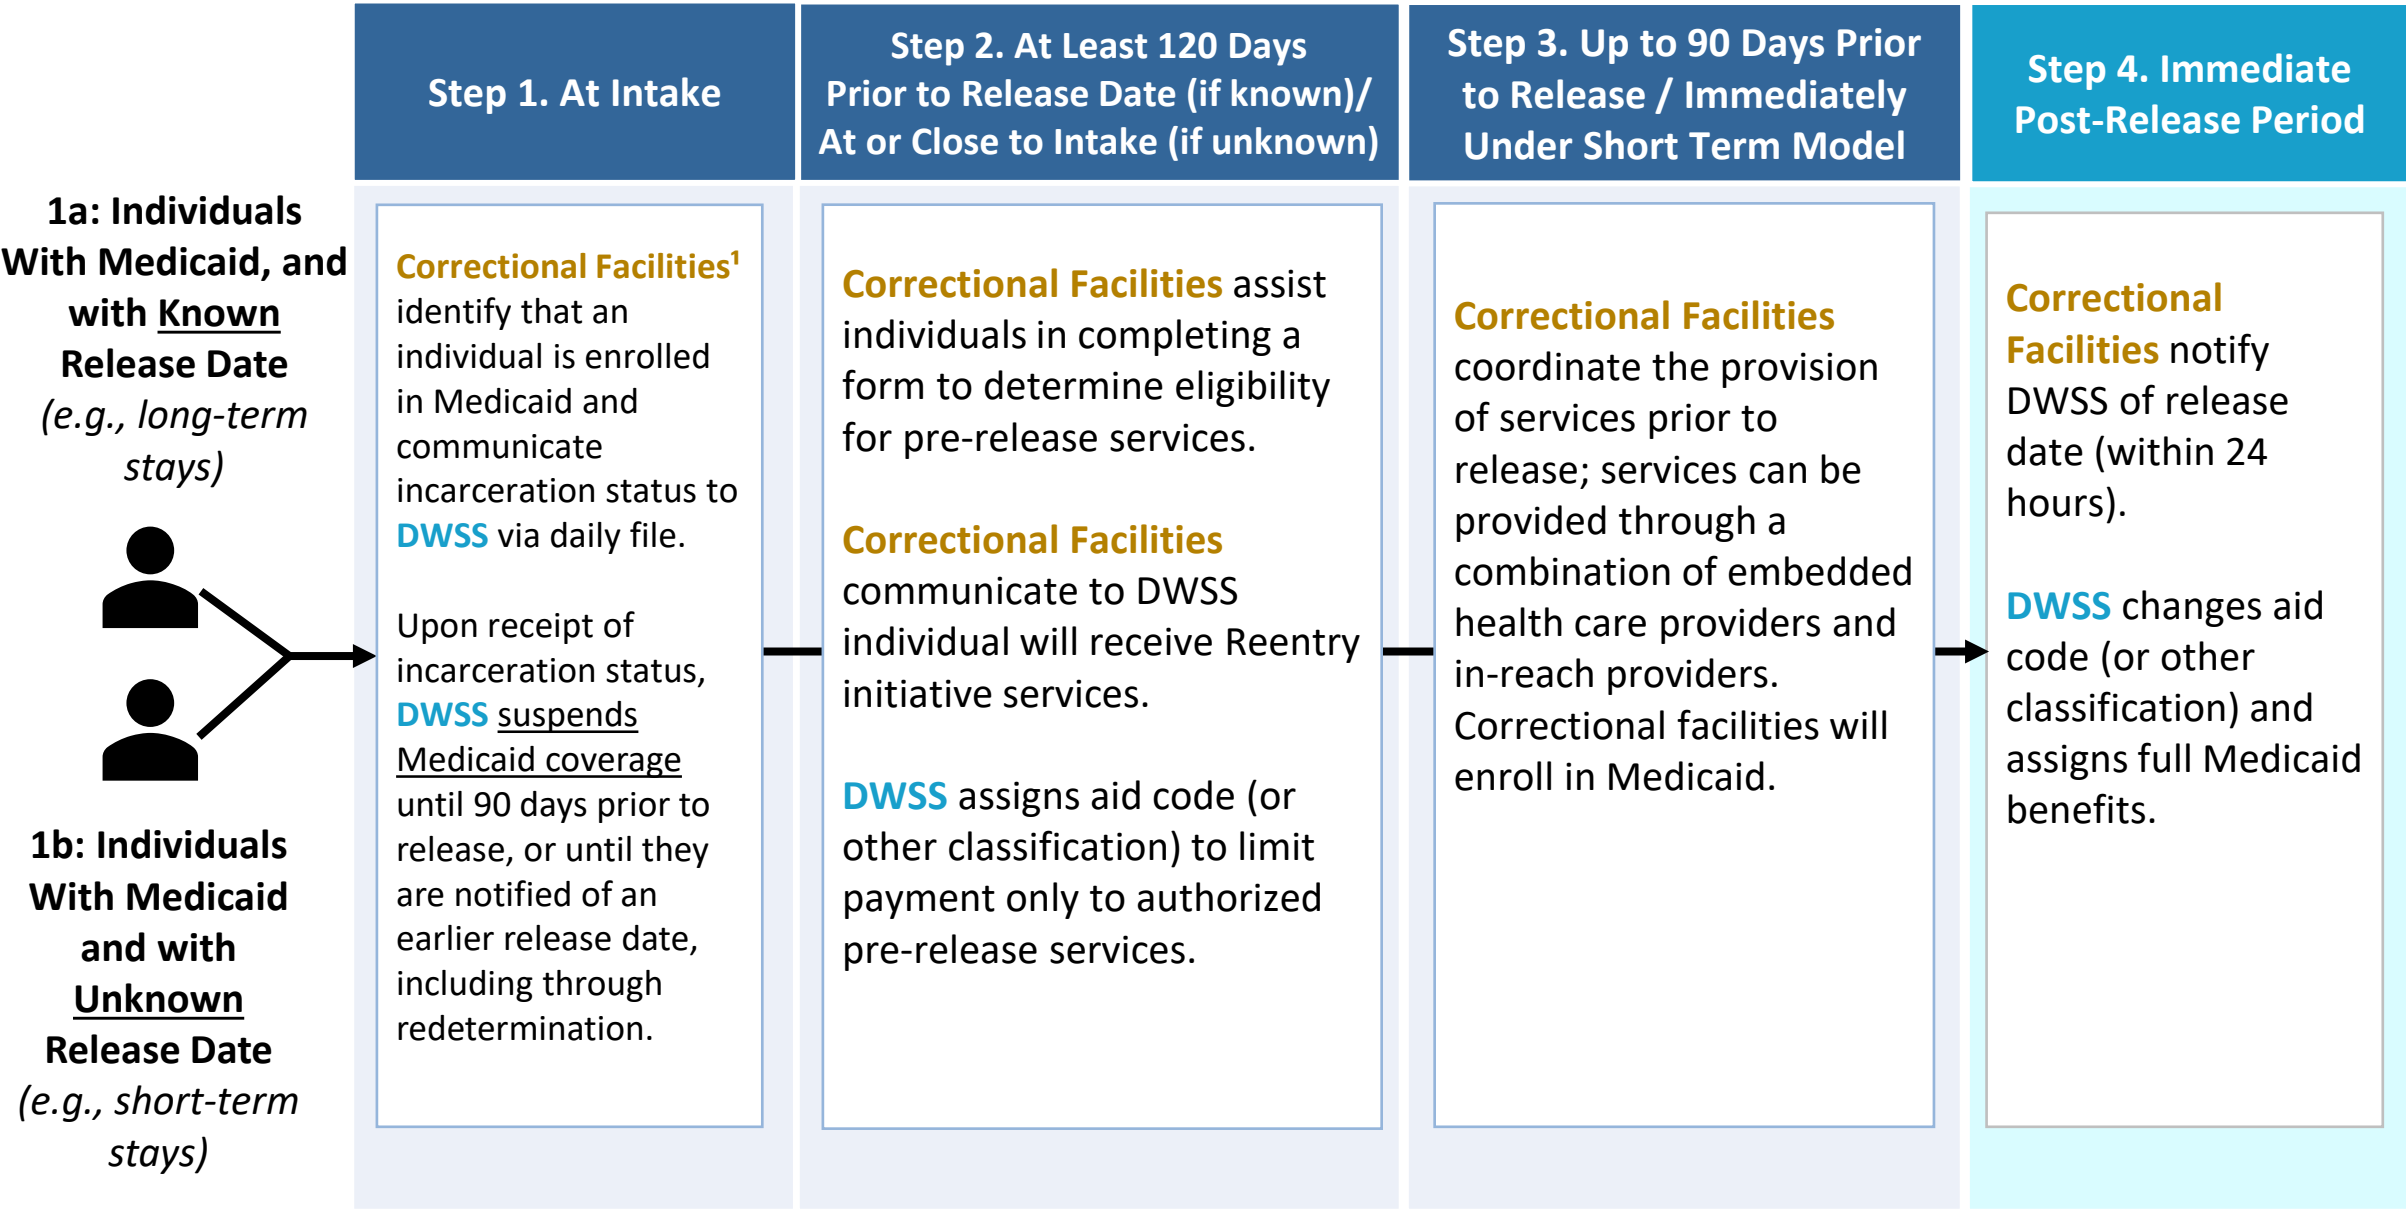 Step 1. At Intake
Step 2. At Least 120 Days
Prior to Release Date (if known)/
At or Close to Intake (if unknown)
Step 3. Up to 90 Days Prior
to Release / Immediately
Under Short Term Model
Step 4. Immediate
Post-Release Period
1a: Individuals
With Medicaid, and
with Known
Release Date
(e.g., long-term
stays)
1b: Individuals
With Medicaid
and with
Unknown
Release Date
(e.g., short-term
stays)
Correctional Facilities¹
identify that an
individual is enrolled
in Medicaid and
communicate
incarceration status to
DWSS via daily file.
Upon receipt of
incarceration status,
DWSS suspends
Medicaid coverage
until 90 days prior to
release, or until they
are notified of an
earlier release date,
including through
redetermination.
Correctional Facilities assist
individuals in completing a
form to determine eligibility
for pre-release services.
Correctional Facilities
communicate to DWSS
individual will receive Reentry
initiative services.
DWSS assigns aid code (or
other classification) to limit
payment only to authorized
pre-release services.
Correctional Facilities
coordinate the provision
of services prior to
release; services can be
provided through a
combination of embedded
health care providers and
in-reach providers.
Correctional facilities will
enroll in Medicaid.
Correctional
Facilities notify
DWSS of release
date (within 24
hours).
DWSS changes aid
code (or other
classification) and
assigns full Medicaid
benefits.